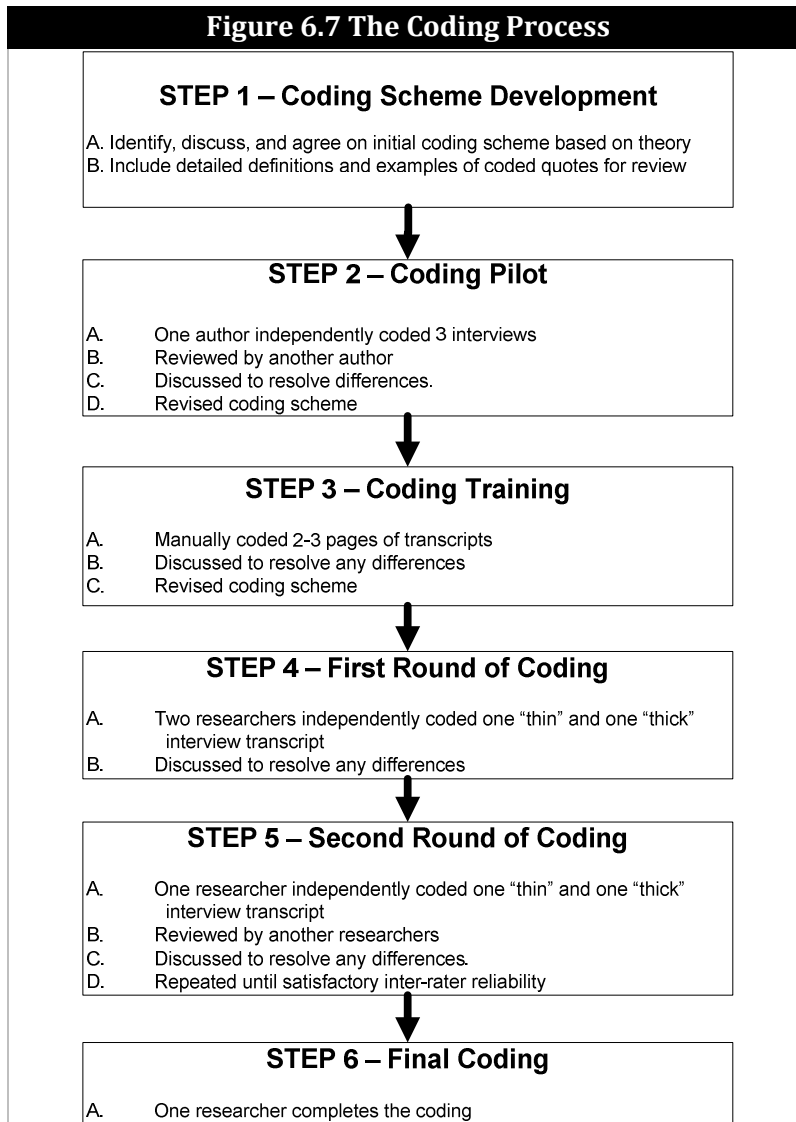 Figure 6.7 The Coding Process
STEP 1 – Coding Scheme Development
A. Identify, discuss, and agree on initial coding scheme based on theory
B. Include detailed definitions and examples of coded quotes for review
STEP 2 – Coding Pilot
A. One author independently coded 3 interviews
B. Reviewed by another author
C. Discussed to resolve differences.
D. Revised coding scheme
STEP 3 – Coding Training
A. Manually coded 2-3 pages of transcripts
B. Discussed to resolve any differences
C. Revised coding scheme
STEP 4 – First Round of Coding
A. Two researchers independently coded one “thin” and one “thick”
interview transcript
B. Discussed to resolve any differences
STEP 5 – Second Round of Coding
A. One researcher independently coded one “thin” and one “thick”
interview transcript
B. Reviewed by another researchers
C. Discussed to resolve any differences.
D. Repeated until satisfactory inter-rater reliability
STEP 6 – Final Coding
A. One researcher completes the coding